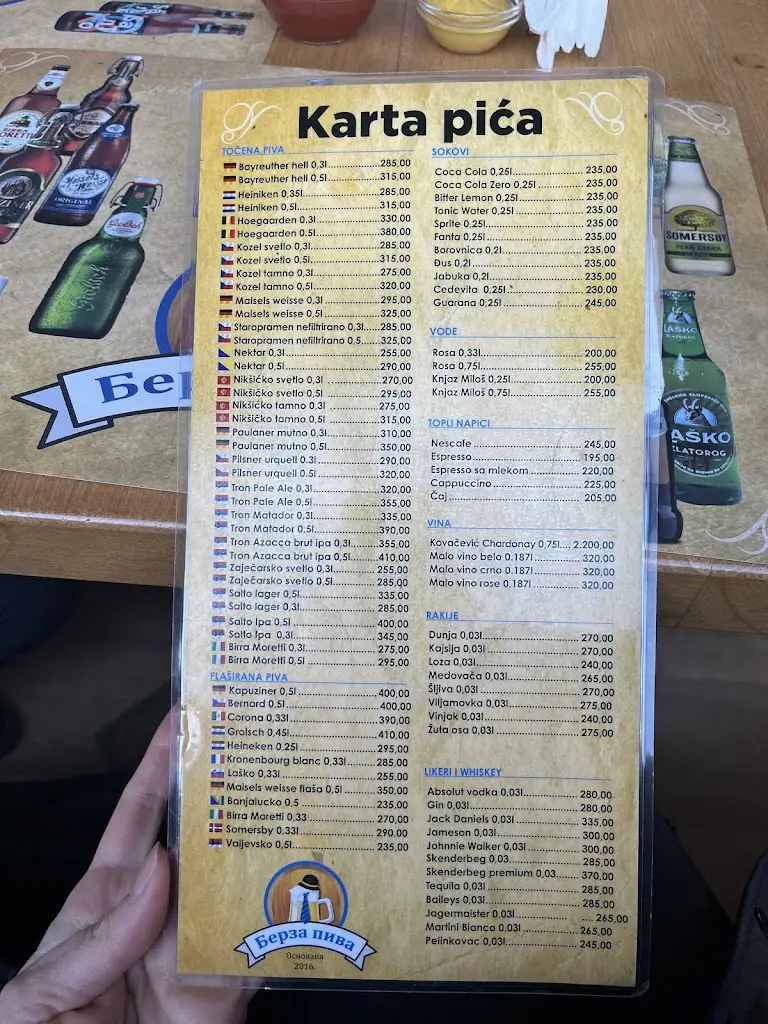 Karta pića
TOČENA PIVA
Bayreuther hell 0,3l 285,00
Bayreuther hell 0,5l 315,00
Heiniken 0,35l 285,00
Heiniken 0,5l 315,00
Hoegaarden 0.3l 330,00
Hoegaarden 0.5l 380,00
Kozel svetlo 0,3l 285,00
Kozel svetlo 0,5l 315,00
Kozel tamno 0,3l 275,00
Kozel tamno 0,5l 320,00
Maisels weisse 0,3l 295,00
Maisels weisse 0,5l 325,00
Staropramen nefiltrirano 0,3l 285,00
Staropramen nefiltrirano 0,5 325,00
Nektar 0,3l 255,00
Nektar 0,5l 290,00
Nikšićko svetlo 0,3l 270,00
Nikšićko svetlo 0,5l 295,00
Nikšićko tamno 0,3l 275,00
Nikšićko tamno 0,5l 315,00
Paulaner mutno 0,3l 310,00
Paulaner mutno 0,5l 350,00
Pilsner urquell 0.3l 290,00
Pilsner urquell 0.5l 320,00
Tron Pale Ale 0,3l 320,00
Tron Pale Ale 0,5l 355,00
Tron Matador 0,3l 335,00
Tron Matador 0,5l 390,00
Tron Azacca brut ipa 0,3l 355,00
Tron Azacca brut ipa 0,5l 410,00
Zaječarsko svetlo 0,3l 255,00
Zaječarsko svetlo 0,5l 285,00
Salto lager 0,5l 335,00
Salto lager 0,3l 285,00
Salto Ipa 0,5l 400,00
Salto Ipa 0,3l 345,00
Birra Moretti 0,3l 275,00
Birra Moretti 0,5l 295,00
FLAŠIRANA PIVA
Kapuziner 0,5l 400,00
Bernard 0,5l 400,00
Corona 0,33l 390,00
Grolsch 0,45l 410,00
Heineken 0,25l 295,00
Kronenbourg blanc 0,33l 285,00
Laško 0,33l 255,00
Maisels weisse flaša 0,5l 350,00
Banjalucko 0,5 235,00
Birra Moretti 0,33 270,00
Somersby 0,33l 290,00
Valjevsko 0,5l 235,00
Берза пива
Основана
2016.
SOKOVI
Coca Cola 0,25l 235,00
Coca Cola Zero 0,25l 235,00
Bitter Lemon 0,25l 235,00
Tonic Water 0,25l 235,00
Sprite 0,25l 235,00
Fanta 0,25l 235,00
Borovnica 0,2l 235,00
Đus 0,2l 235,00
Jabuka 0,2l 235,00
Cedevita 0,25l 230,00
Guarana 0,25l 245,00
VODE
Rosa 0,33l 200,00
Rosa 0,75l 255,00
Knjaz Miloš 0,25l 200,00
Knjaz Miloš 0,75l 255,00
TOPLI NAPICI
Nescafe 245,00
Espresso 195,00
Espresso sa mlekom 220,00
Cappuccino 225,00
Čaj 205,00
VINA
Kovačević Chardonay 0,75l 2.200,00
Malo vino belo 0.187l 320,00
Malo vino crno 0.187l 320,00
Malo vino rose 0,187l 320,00
RAKIJE
Dunja 0,03l 270,00
Kajsija 0,03l 270,00
Loza 0,03l 240,00
Medovača 0,03l 265,00
Šljiva 0,03l 270,00
Viljamovka 0,03l 275,00
Vinjak 0,03l 240,00
Žuta osa 0,03l 275,00
LIKERI I WHISKEY
Absolut vodka 0,03l 280,00
Gin 0,03l 280,00
Jack Daniels 0,03l 335,00
Jameson 0,03l 300,00
Johnnie Walker 0,03l 300,00
Skenderbeg 0,03 285,00
Skenderbeg premium 0,03 370,00
Tequila 0,03l 285,00
Baileys 0,03l 285,00
Jagermaister 0,03l 265,00
Martini Bianco 0,03l 265,00
Pelinkovac 0,03l 245,00
ORIGINAL
Grolsch
Grolsch
Бе
SOMERSBY
PEAR CIDER
AŠKO
AŠKO
ZLATOROG